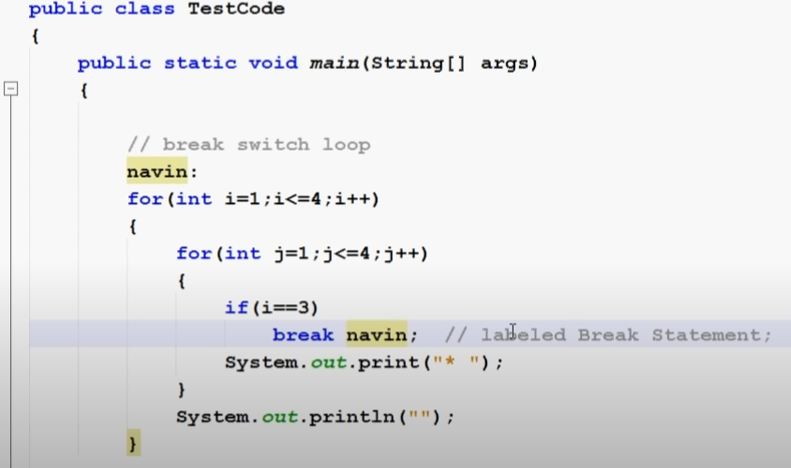 public class TestCode
{
public static void main(String[] args)
{
// break switch loop
navin:
for(int i=1;i<=4;i++)
{
for(int j=1;j<=4;j++)
{
if(i==3)
break navin; // labeled Break Statement;
System.out.print("* ");
}
System.out.println("");
}